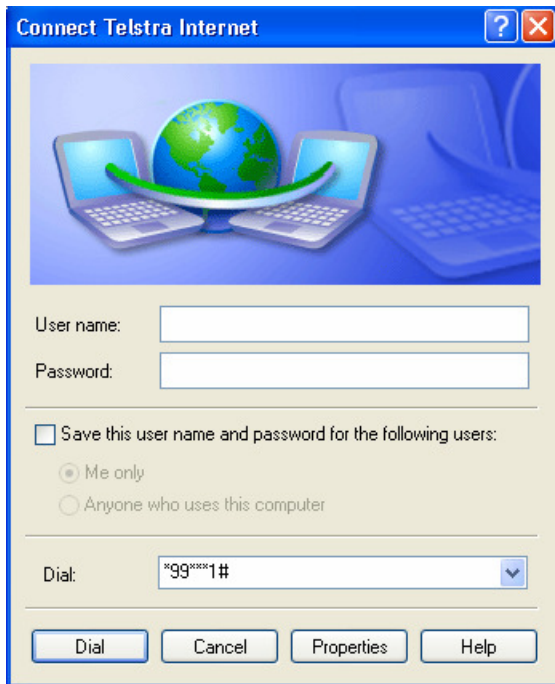 Connect Telstra Internet
User name:
Password:
Save this user name and password for the following users:
Me only
Anyone who uses this computer
Dial: *99***1#
Dial Cancel Properties Help